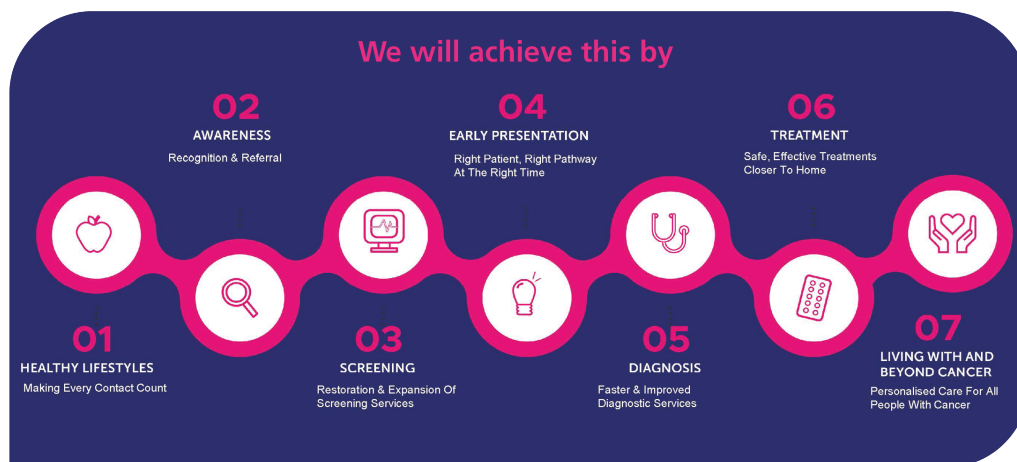 We will achieve this by
01
HEALTHY LIFESTYLES
Making Every Contact Count
02
AWARENESS
Recognition & Referral
03
SCREENING
Restoration & Expansion Of
Screening Services
04
EARLY PRESENTATION
Right Patient, Right Pathway
At The Right Time
05
DIAGNOSIS
Faster & Improved
Diagnostic Services
06
TREATMENT
Safe, Effective Treatments
Closer To Home
07
LIVING WITH AND
BEYOND CANCER
Personalised Care For All
People With Cancer